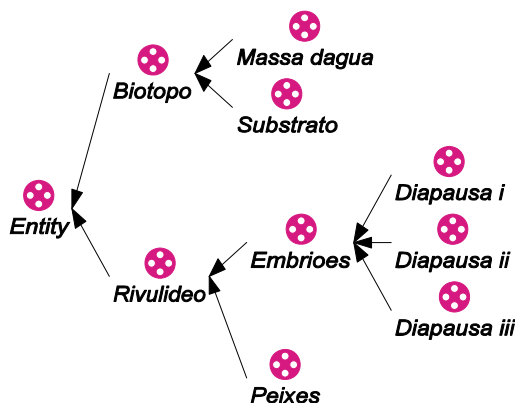 Massa dagua
Biotopo
Substrato
Diapausa i
Entity
Embrioes
Diapausa ii
Rivulideo
Diapausa iii
Peixes